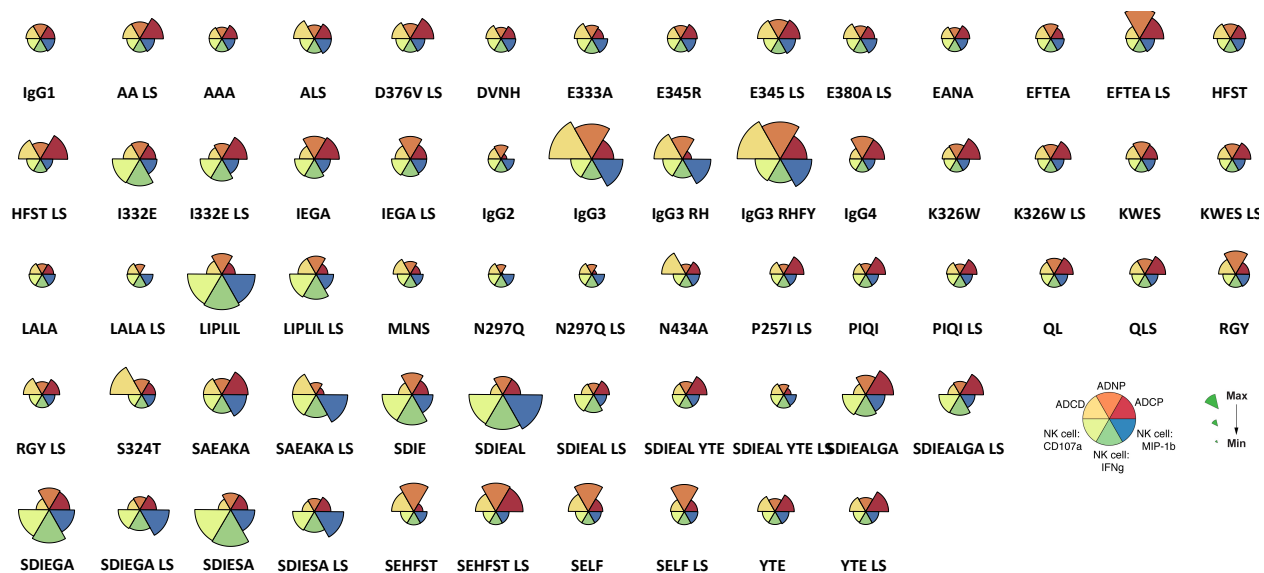 IgG1 AA LS AAA ALS D376V LS DVNH E333A E345R E345 LS E380A LS EANA EFTEA EFTEA LS HFST
HFST LS I332E I332E LS IEGA IEGA LS IgG2 IgG3 IgG3 RH IgG3 RHFY IgG4 K326W K326W LS KWES KWES LS
LALA LALA LS LIPLIL LIPLIL LS MLNS N297Q N297Q LS N434A P257I LS PIQI PIQI LS QL QLS RGY
RGY LS S324T SAEAKA SAEAKA LS SDIE SDIEAL SDIEAL LS SDIEAL YTE SDIEAL YTE LS SDIEALGA SDIEALGA LS
ADNP
ADCD ADCP
NK cell: CD107a
NK cell: IFNg
NK cell: MIP-1b
Max
Min
SDIEGA SDIEGA LS SDIESA SDIESA LS SEHFST SEHFST LS SELF SELF LS YTE YTE LS